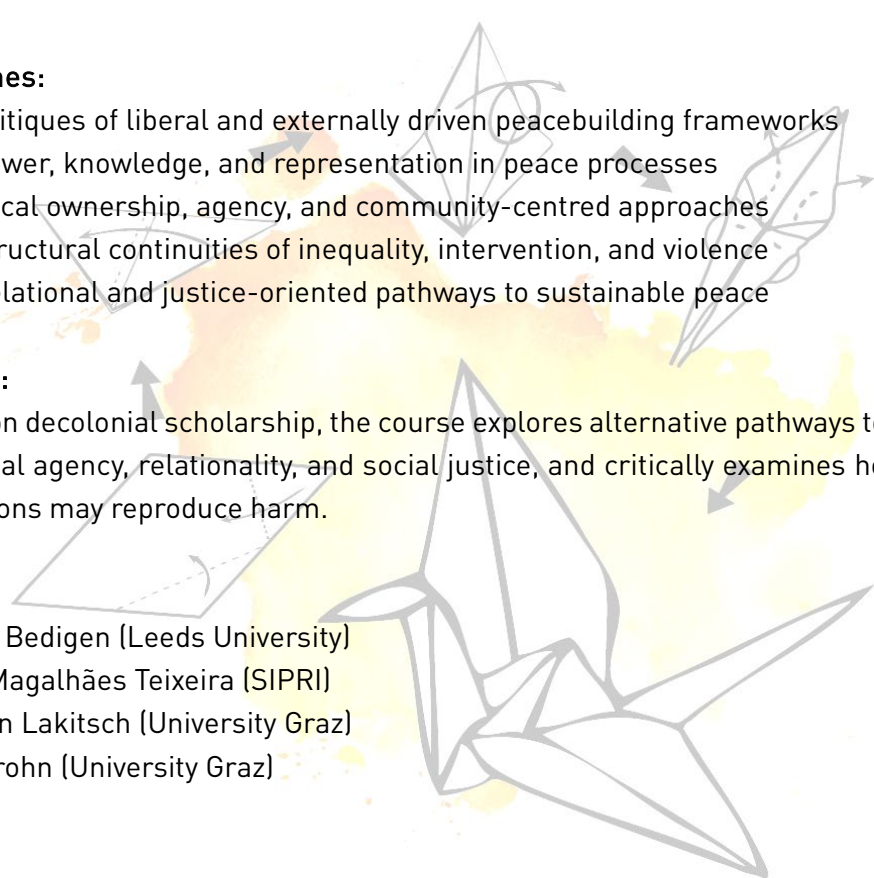 nes:
itiques of liberal and externally driven peacebuilding frameworks
wer, knowledge, and representation in peace processes
cal ownership, agency, and community-centred approaches
ructural continuities of inequality, intervention, and violence
lational and justice-oriented pathways to sustainable peace
:
on decolonial scholarship, the course explores alternative pathways t
al agency, relationality, and social justice, and critically examines h
ons may reproduce harm.
Bedigen (Leeds University)
Magalhães Teixeira (SIPRI)
n Lakitsch (University Graz)
rohn (University Graz)